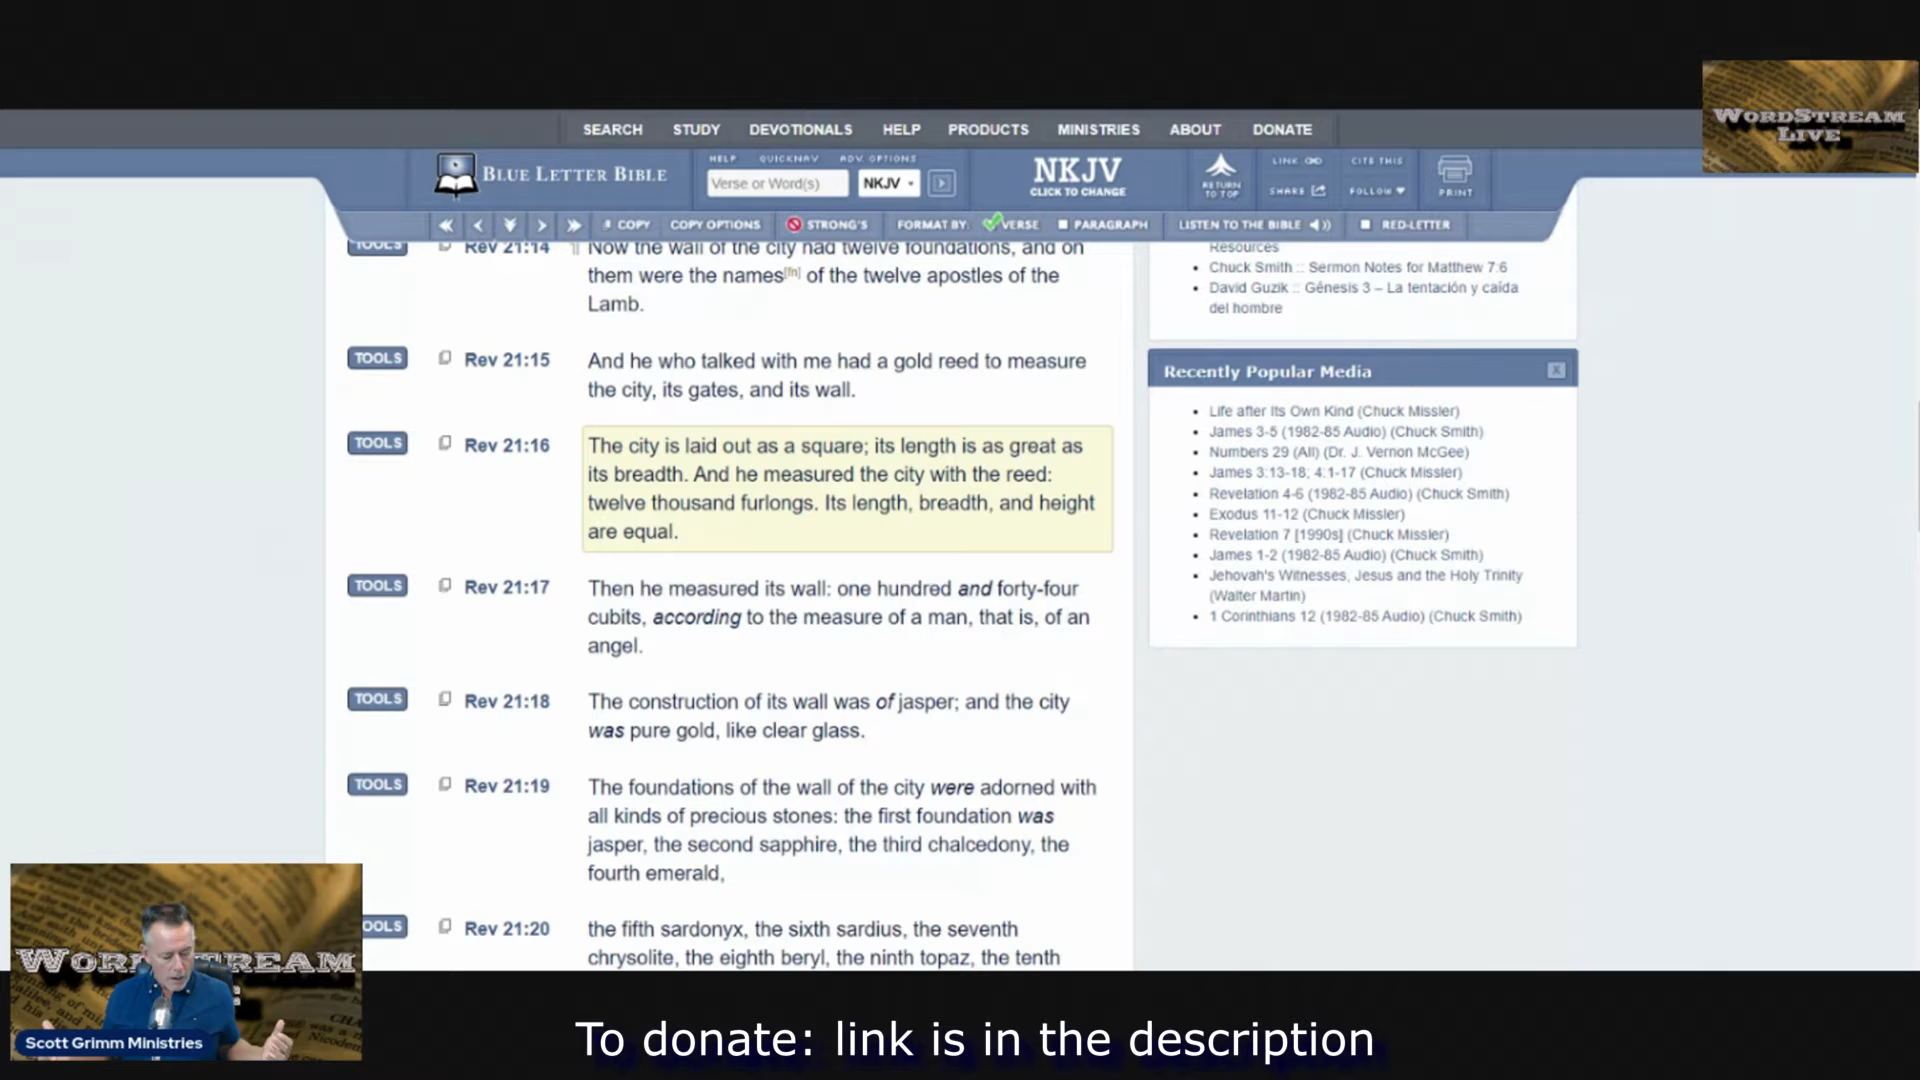 WORDSTREAM
LIVE
SEARCH STUDY DEVOTIONALS HELP PRODUCTS MINISTRIES ABOUT DONATE
BLUE LETTER BIBLE
HELP QUICKNAV ADV. OPTIONS
Verse or Word(s) NKJV
NKJV
CLICK TO CHANGE
RETURN
TO TOP
LINK CITE THIS
SHARE FOLLOW
PRINT
COPY COPY OPTIONS STRONG'S FORMAT BY: VERSE PARAGRAPH LISTEN TO THE BIBLE RED-LETTER
TOOLS Rev 21:14 ¶ Now the wall of the city had twelve foundations, and on
them were the names[fn] of the twelve apostles of the
Lamb.
TOOLS Rev 21:15 And he who talked with me had a gold reed to measure
the city, its gates, and its wall.
TOOLS Rev 21:16 The city is laid out as a square; its length is as great as
its breadth. And he measured the city with the reed:
twelve thousand furlongs. Its length, breadth, and height
are equal.
TOOLS Rev 21:17 Then he measured its wall: one hundred and forty-four
cubits, according to the measure of a man, that is, of an
angel.
TOOLS Rev 21:18 The construction of its wall was of jasper; and the city
was pure gold, like clear glass.
TOOLS Rev 21:19 The foundations of the wall of the city were adorned with
all kinds of precious stones: the first foundation was
jasper, the second sapphire, the third chalcedony, the
fourth emerald,
OOLS Rev 21:20 the fifth sardonyx, the sixth sardius, the seventh
chrysolite, the eighth beryl, the ninth topaz, the tenth
Resources
• Chuck Smith :: Sermon Notes for Matthew 7:6
• David Guzik :: Génesis 3 – La tentación y caída
del hombre
Recently Popular Media X
• Life after Its Own Kind (Chuck Missler)
• James 3-5 (1982-85 Audio) (Chuck Smith)
• Numbers 29 (All) (Dr. J. Vernon McGee)
• James 3:13-18; 4:1-17 (Chuck Missler)
• Revelation 4-6 (1982-85 Audio) (Chuck Smith)
• Exodus 11-12 (Chuck Missler)
• Revelation 7 [1990s] (Chuck Missler)
• James 1-2 (1982-85 Audio) (Chuck Smith)
• Jehovah's Witnesses, Jesus and the Holy Trinity
(Walter Martin)
• 1 Corinthians 12 (1982-85 Audio) (Chuck Smith)
Scott Grimm Ministries
To donate: link is in the description